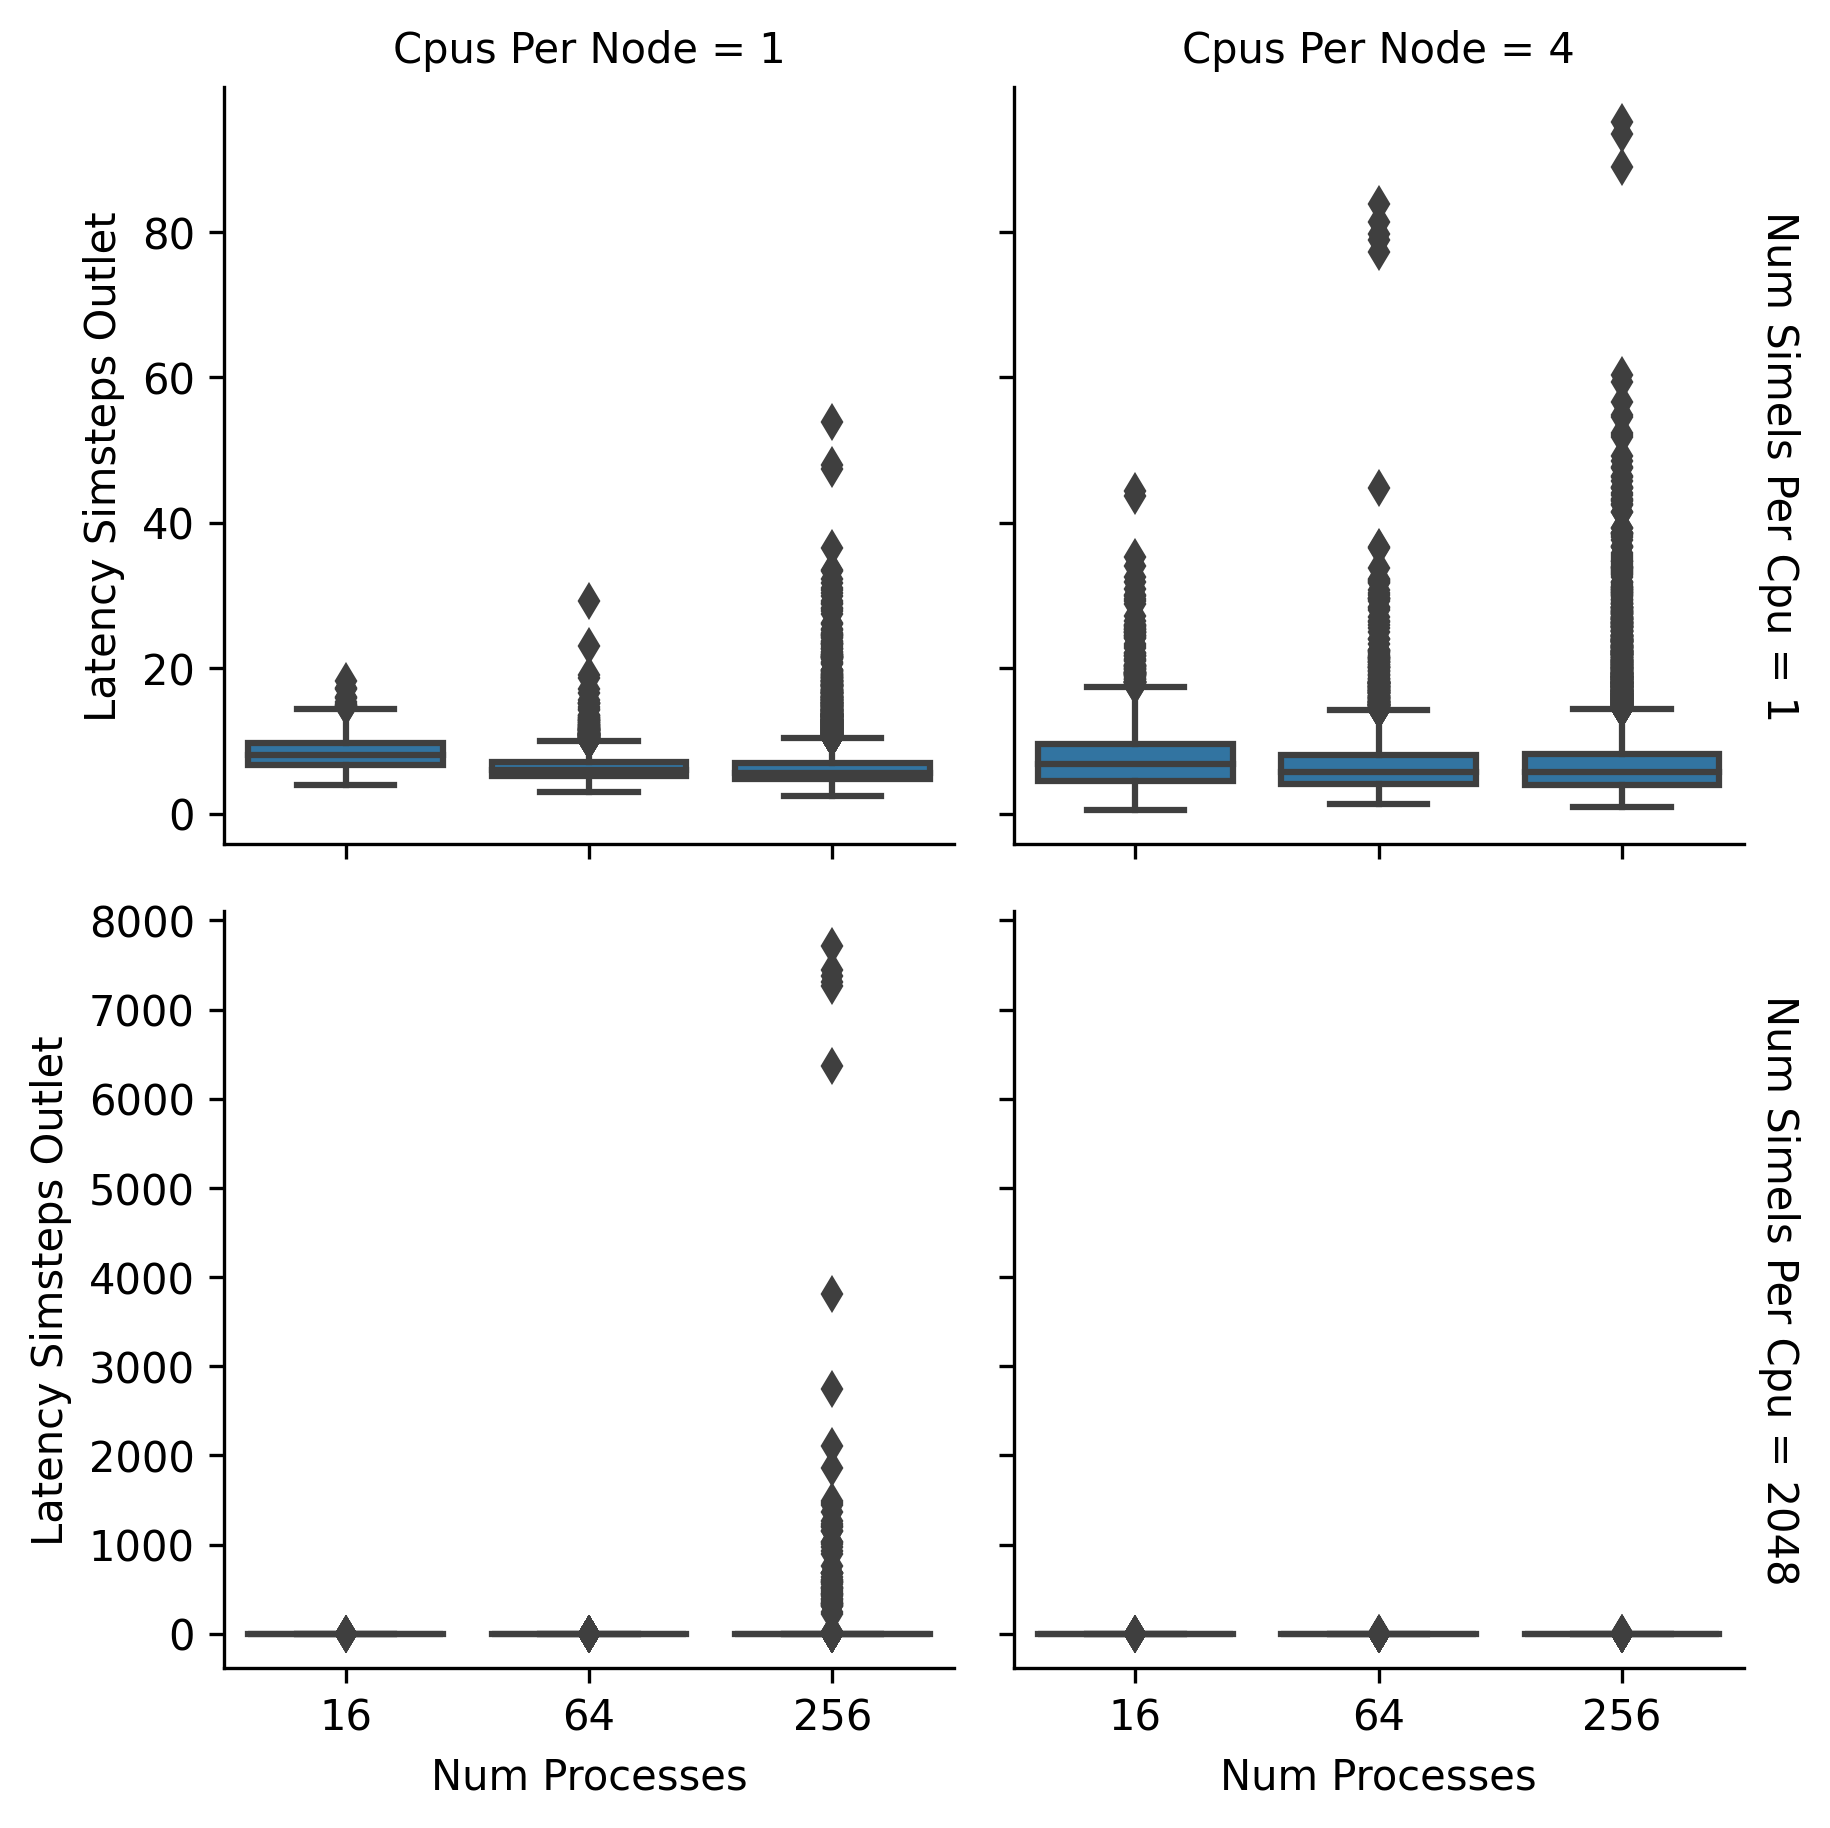 Cpus Per Node = 1
Cpus Per Node = 4
Latency Simsteps Outlet
80
60
40
20
0
Num Simels Per Cpu = 1
Latency Simsteps Outlet
8000
7000
6000
5000
4000
3000
2000
1000
0
Num Simels Per Cpu = 2048
16
64
256
16
64
256
Num Processes
Num Processes